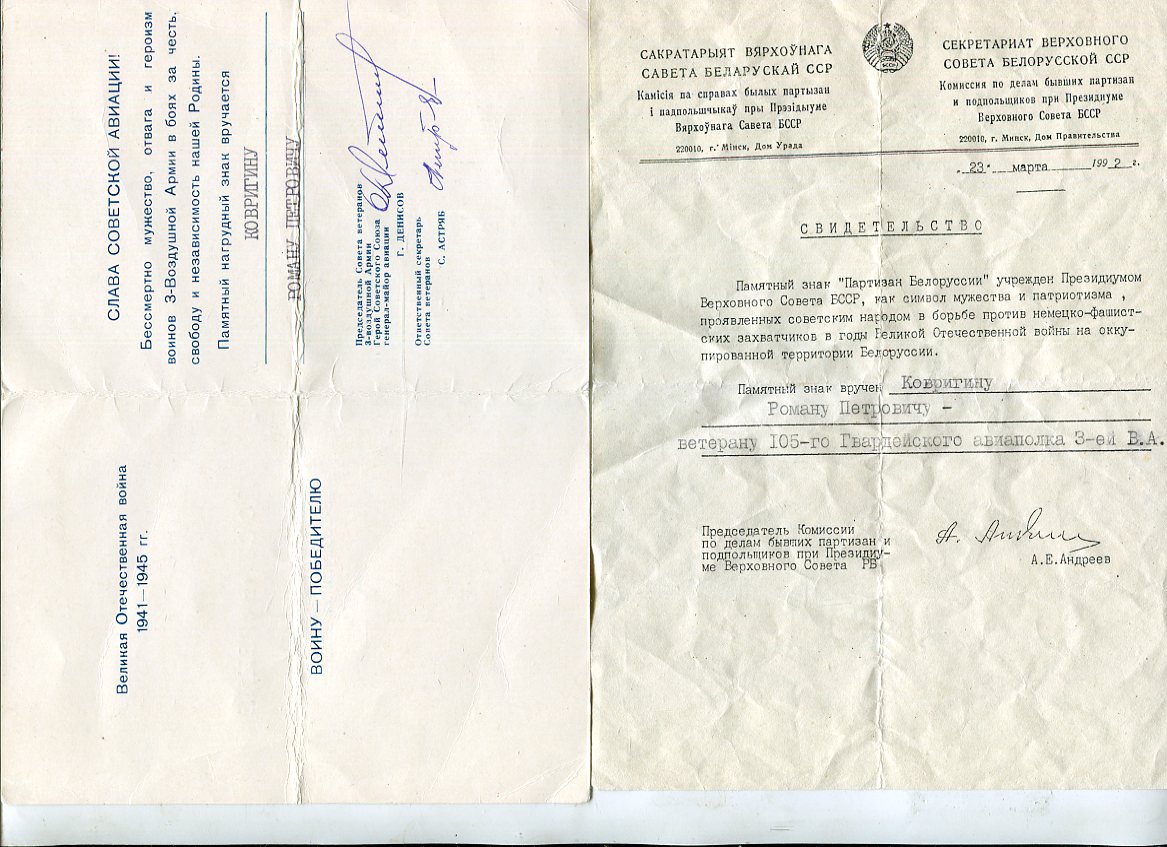 СЛАВА СОВЕТСКОЙ АВИАЦИИ!
Бессмертно мужество, отвага и героизм
воинов 3-Воздушной Армии в боях за честь,
свободу и независимость нашей Родины.
Памятный нагрудный знак вручается
КОВРИГИНУ
РОМАНУ ПЕТРОВИЧУ
Председатель Совета ветеранов
3-воздушной Армии
Герой Советского Союза
генерал-майор авиации
Г. ДЕНИСОВ
Ответственный секретарь
Совета ветеранов
С. АСТРЯБ
Великая Отечественная война
1941—1945 гг.
ВОИНУ — ПОБЕДИТЕЛЮ
САКРАТАРЫЯТ ВЯРХОЎНАГА
САВЕТА БЕЛАРУСКАЙ ССР
Камісія па справах былых партызан
і падпольшчыкаў пры Прэзідыуме
Вярхоўнага Савета БССР
220010, г. Мінск, Дом Урада
СЕКРЕТАРИАТ ВЕРХОВНОГО
СОВЕТА БЕЛОРУССКОЙ ССР
Комиссия по делам бывших партизан
и подпольщиков при Президиуме
Верховного Совета БССР
220010, г. Минск, Дом Правительства
„ 23 " марта 1992 г.
СВИДЕТЕЛЬСТВО
Памятный знак "Партизан Белоруссии" учрежден Президиумом
Верховного Совета БССР, как символ мужества и патриотизма ,
проявленных советским народом в борьбе против немецко-фашист-
ских захватчиков в годы Великой Отечественной войны на окку-
пированной территории Белоруссии.
Памятный знак вручен Ковригину
Роману Петровичу -
ветерану 105-го Гвардейского авиаполка 3-ей В.А.
Председатель Комиссии
по делам бывших партизан и
подпольщиков при Президиу-
ме Верховного Совета РБ
А.Е.Андреев